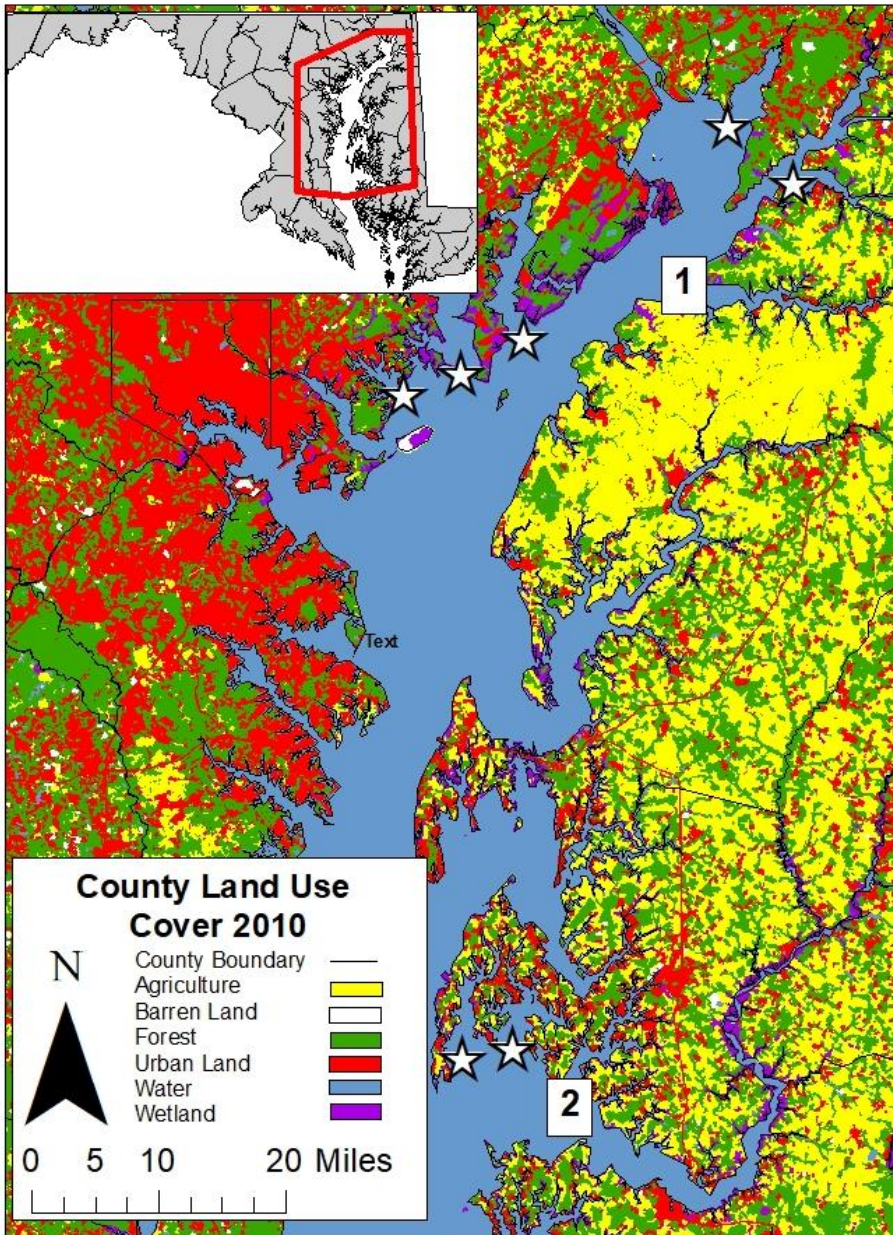 1
Text
County Land Use
Cover 2010
N
County Boundary
Agriculture
Barren Land
Forest
Urban Land
Water
Wetland
0 5 10 20 Miles
2